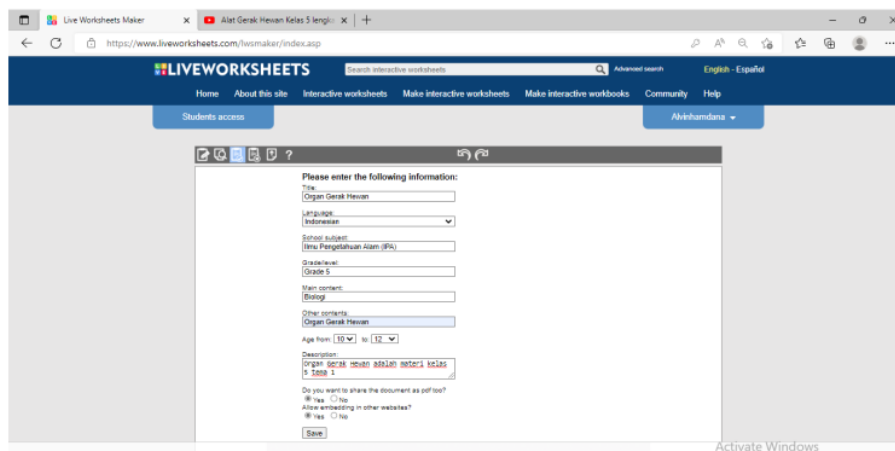 Live Worksheets Maker
Alat Gerak Hewan Kelas 5 lengk
https://www.liveworksheets.com/lwsmaker/index.asp
LIVEWORKSHEETS
Search interactive worksheets
Advanced search
English - Español
Home About this site Interactive worksheets Make interactive worksheets Make interactive workbooks Community Help
Students access
Alvinhamdana
?
Please enter the following information:
Title:
Organ Gerak Hewan
Language:
Indonesian
School subject:
Ilmu Pengetahuan Alam (IPA)
Grade/level:
Grade 5
Main content:
Biologi
Other contents:
Organ Gerak Hewan
Age from: 10 to: 12
Description:
Organ Gerak Hewan adalah materi kelas
5 tema 1
Do you want to share the document as pdf too?
Yes No
Allow embedding in other websites?
Yes No
Save
Activate Windows